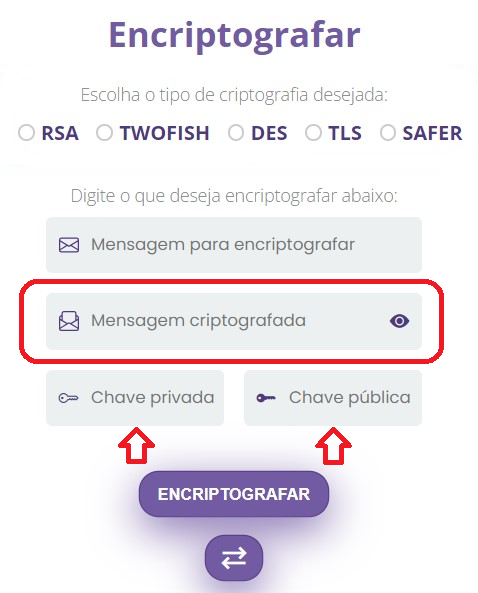 Encriptografar
Escolha o tipo de criptografia desejada:
RSA TWOFISH DES TLS SAFER
Digite o que deseja encriptografar abaixo:
Mensagem para encriptografar
Mensagem criptografada
Chave privada Chave pública
ENCRIPTOGRAFAR